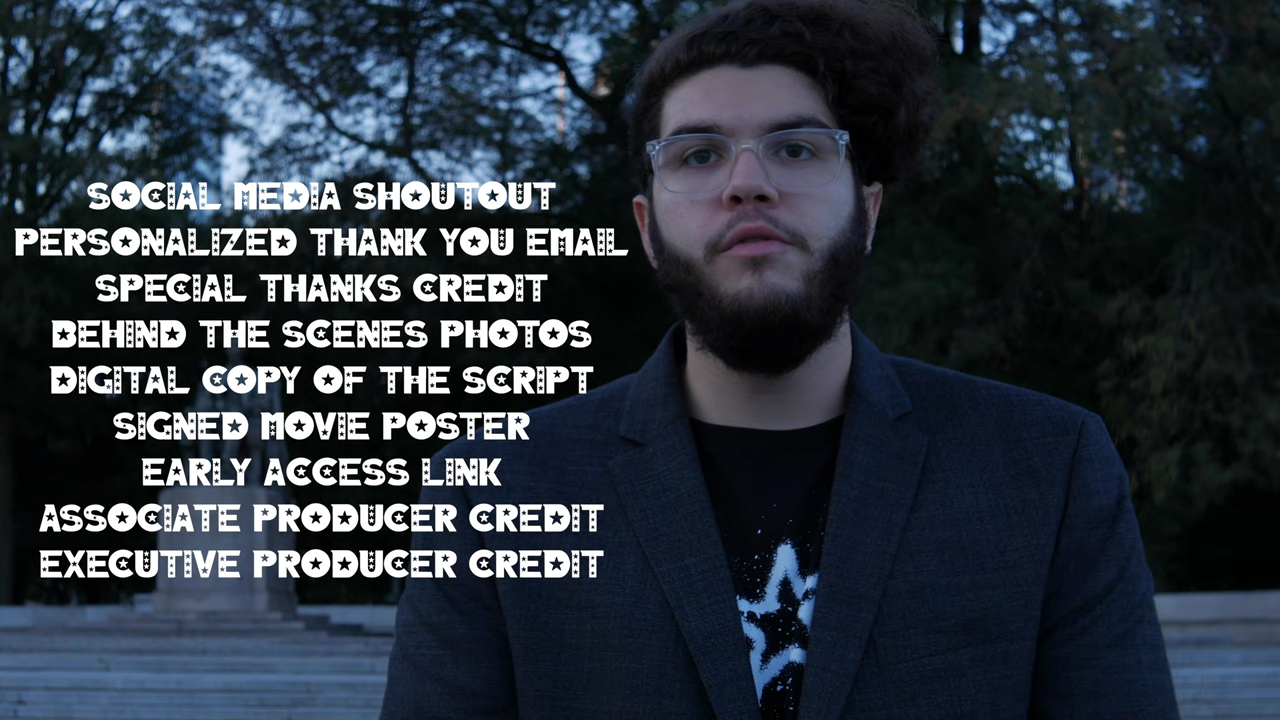 SOCIAL MEDIA SHOUTOUT
PERSONALIZED THANK YOU EMAIL
SPECIAL THANKS CREDIT
BEHIND THE SCENES PHOTOS
DIGITAL COPY OF THE SCRIPT
SIGNED MOVIE POSTER
EARLY ACCESS LINK
ASSOCIATE PRODUCER CREDIT
EXECUTIVE PRODUCER CREDIT